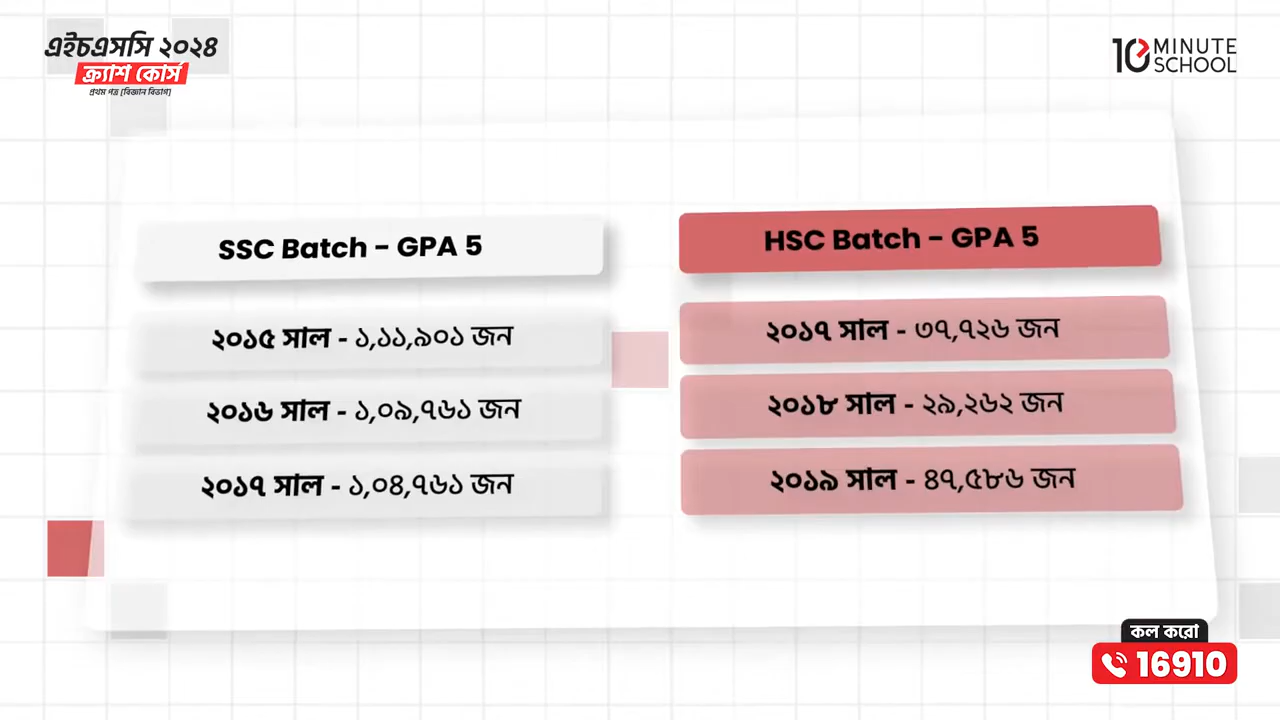 এইচএসসি ২০২৪
ক্র্যাশ কোর্স
প্রথম পত্র [বিজ্ঞান বিভাগ]
10 MINUTE
SCHOOL
SSC Batch - GPA 5
২০১৫ সাল - ১,১১,৯০১ জন
২০১৬ সাল - ১,০৯,৭৬১ জন
২০১৭ সাল - ১,০৪,৭৬১ জন
HSC Batch - GPA 5
২০১৭ সাল - ৩৭,৭২৬ জন
২০১৮ সাল - ২৯,২৬২ জন
২০১৯ সাল - ৪৭,৫৮৬ জন
কল করো
16910